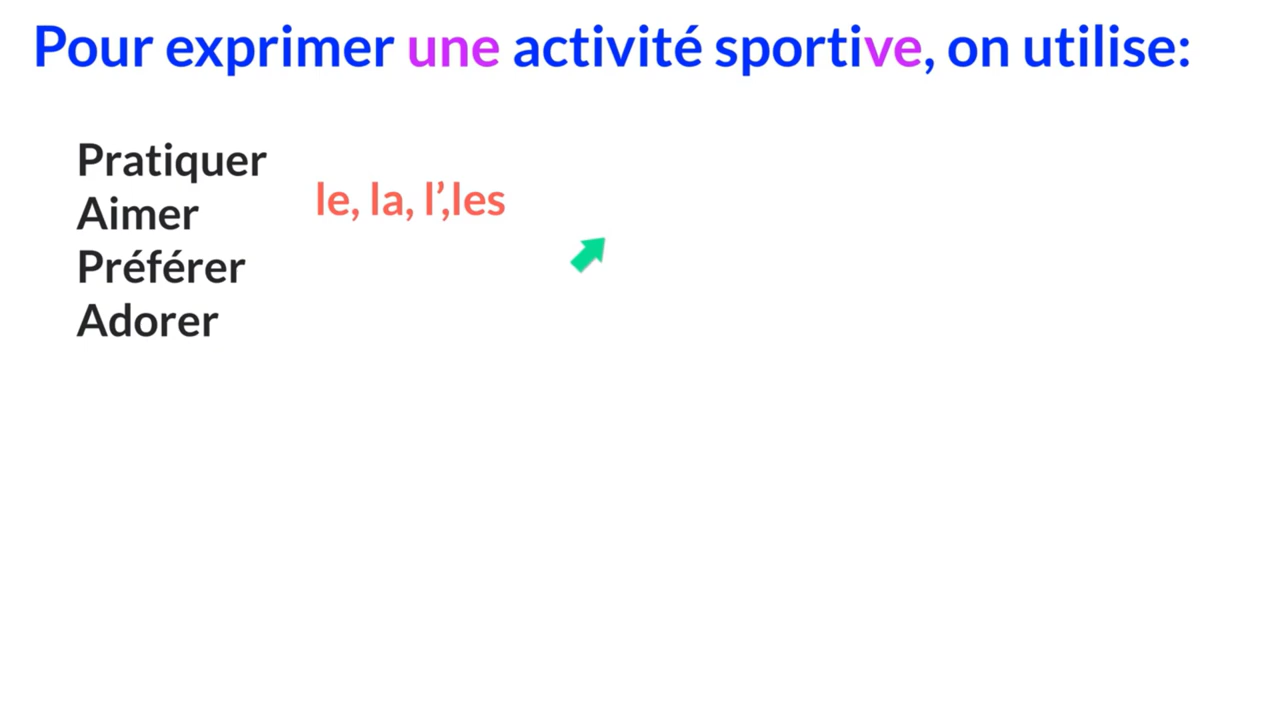 Pour exprimer une activité sportive, on utilise:
Pratiquer
Aimer
Préférer
Adorer
le, la, l’,les